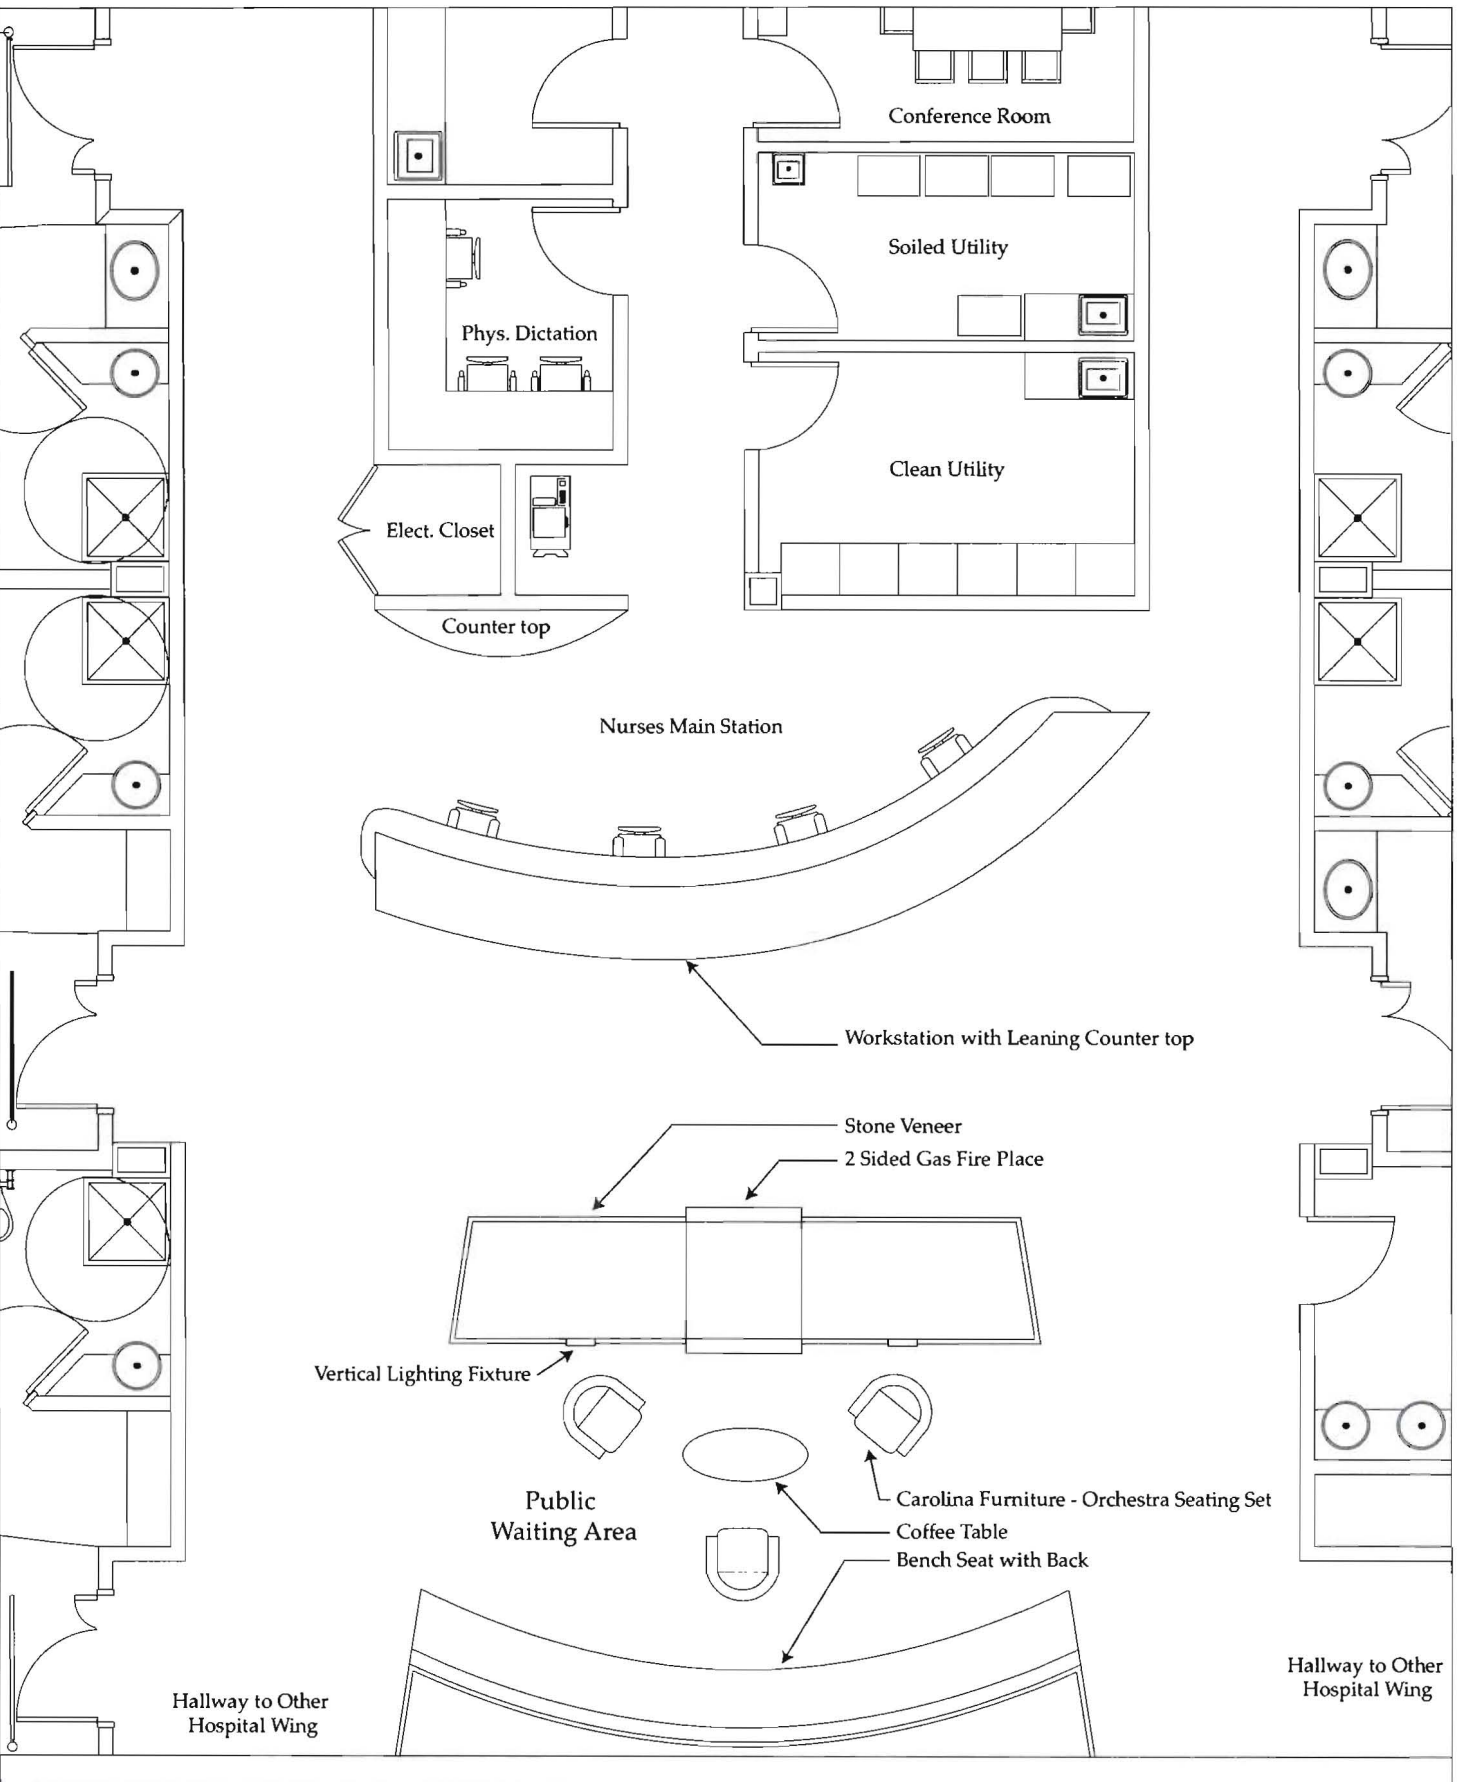 Conference Room
Soiled Utility
Phys. Dictation
Clean Utility
Elect. Closet
Counter top
Nurses Main Station
Workstation with Leaning Counter top
Stone Veneer
2 Sided Gas Fire Place
Vertical Lighting Fixture
Public
Waiting Area
Carolina Furniture - Orchestra Seating Set
Coffee Table
Bench Seat with Back
Hallway to Other
Hospital Wing
Hallway to Other
Hospital Wing